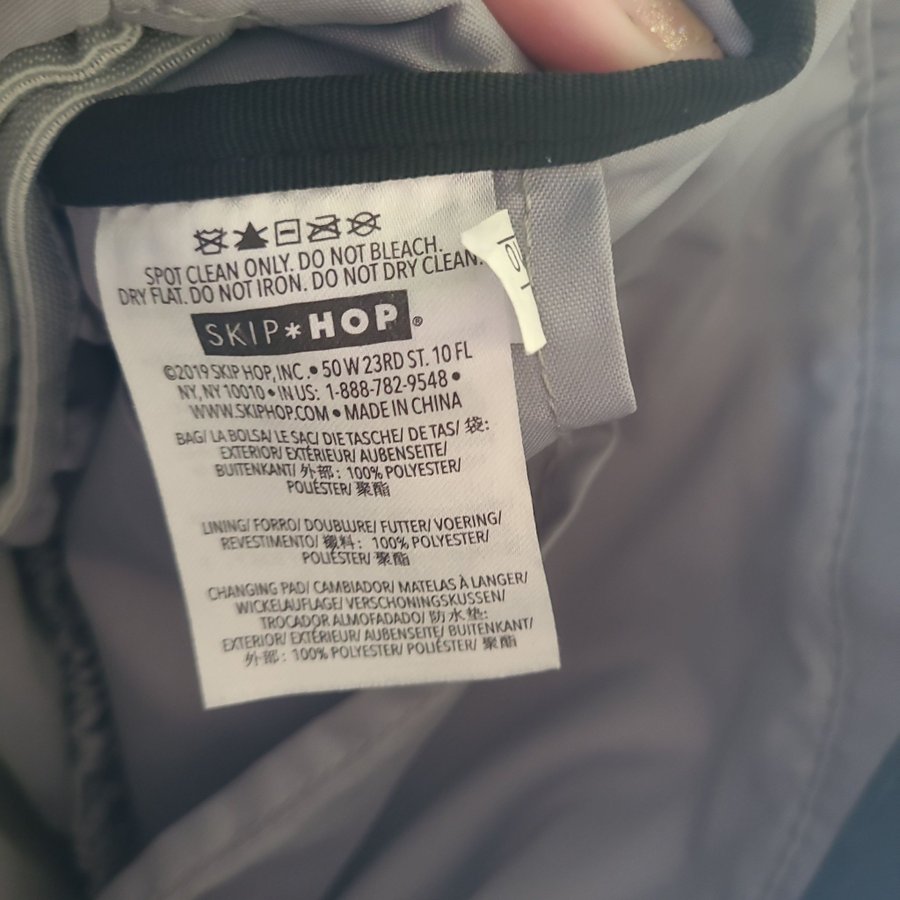 SPOT CLEAN ONLY. DO NOT BLEACH.
DRY FLAT. DO NOT IRON. DO NOT DRY CLEAN.
SKIP*HOP®
©2019 SKIP HOP, INC. • 50 W 23RD ST. 10 FL
NY, NY 10010 • IN US: 1-888-782-9548 •
WWW.SKIPHOP.COM • MADE IN CHINA
BAG/ LA BOLSA/ LE SAC/ DIE TASCHE/ DE TAS/ 袋:
EXTERIOR/ EXTÉRIEUR/ AUBENSEITE/
BUITENKANT/ 外部: 100% POLYESTER/
POLIÉSTER/ 聚酯
LINING/ FORRO/ DOUBLURE/ FUTTER/ VOERING/
REVESTIMENTO/ 襯料: 100% POLYESTER/
POLIÉSTER/ 聚酯
CHANGING PAD/ CAMBIADOR/ MATELAS À LANGER/
WICKELAUFLAGE/ VERSCHONINGSKUSSEN/
TROCADOR ALMOFADADO/ 防水垫:
EXTERIOR/ EXTÉRIEUR/ AUBENSEITE/ BUITENKANT/
外部: 100% POLYESTER/ POLIÉSTER/ 聚酯